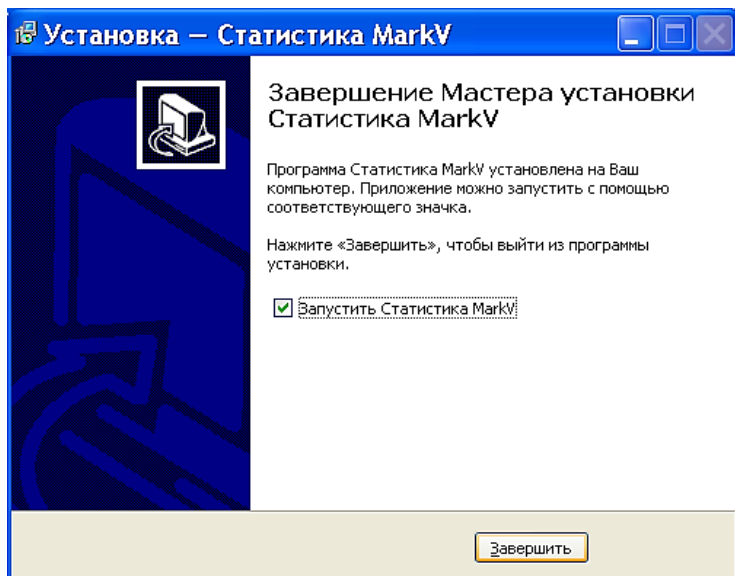 Установка — Статистика MarkV
Завершение Мастера установки
Статистика MarkV
Программа Статистика MarkV установлена на Ваш
компьютер. Приложение можно запустить с помощью
соответствующего значка.
Нажмите «Завершить», чтобы выйти из программы
установки.
Запустить Статистика MarkV
Завершить